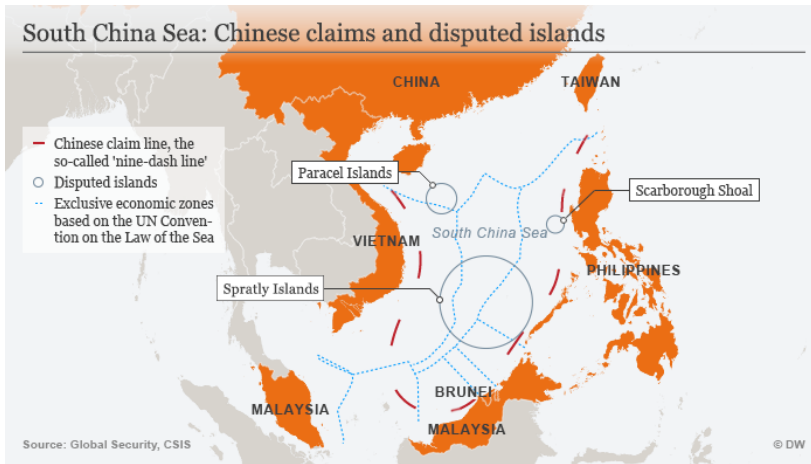 South China Sea: Chinese claims and disputed islands
CHINA
TAIWAN
Chinese claim line, the
so-called 'nine-dash line'
Disputed islands
Exclusive economic zones
based on the UN Conven-
tion on the Law of the Sea
Paracel Islands
Scarborough Shoal
South China Sea
VIETNAM
PHILIPPINES
Spratly Islands
BRUNEI
MALAYSIA
MALAYSIA
Source: Global Security, CSIS
© DW